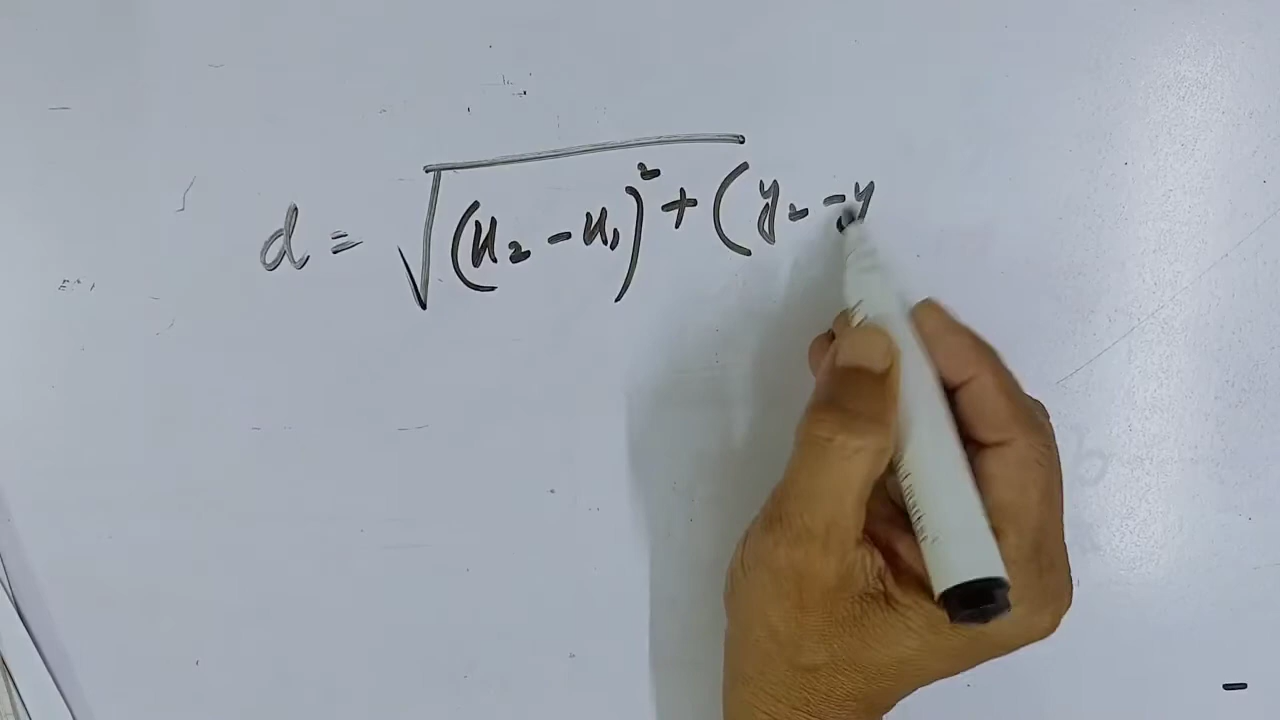 d = √(x₂ - x₁)² + (y₂ - y